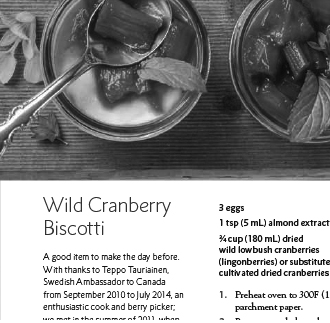 Wild Cranberry
Biscotti
A good item to make the day before.
With thanks to Teppo Tauriainen,
Swedish Ambassador to Canada
from September 2010 to July 2014, an
enthusiastic cook and berry picker;
we met in the summer of 2011 when
3 eggs
1 tsp (5 mL) almond extract
¾ cup (180 mL) dried
wild lowbush cranberries
(lingonberries) or substitute
cultivated dried cranberries
1. Preheat oven to 300F (1
parchment paper.
2.